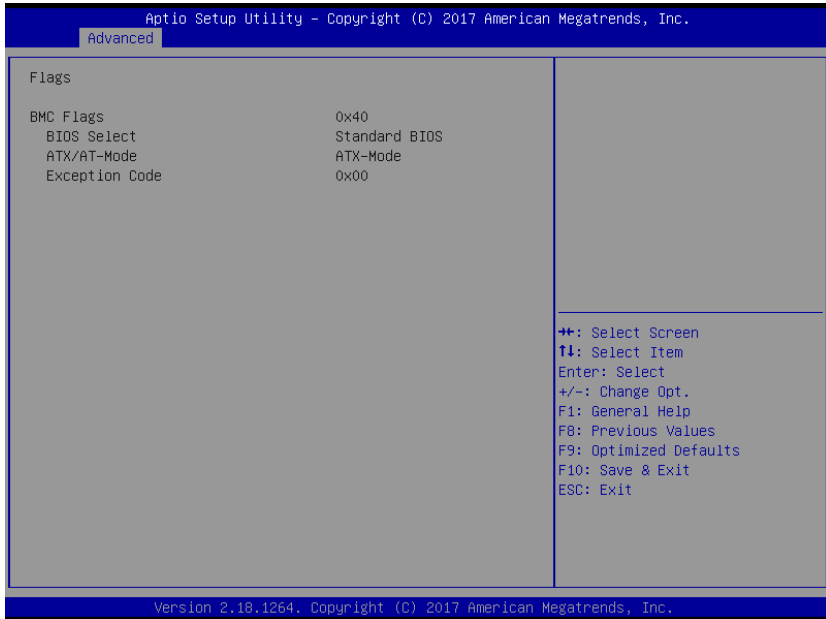 Aptio Setup Utility – Copyright (C) 2017 American Megatrends, Inc.
Advanced
Flags
BMC Flags 0x40
BIOS Select Standard BIOS
ATX/AT-Mode ATX-Mode
Exception Code 0x00
→←: Select Screen
↑↓: Select Item
Enter: Select
+/-: Change Opt.
F1: General Help
F8: Previous Values
F9: Optimized Defaults
F10: Save & Exit
ESC: Exit
Version 2.18.1264. Copyright (C) 2017 American Megatrends, Inc.